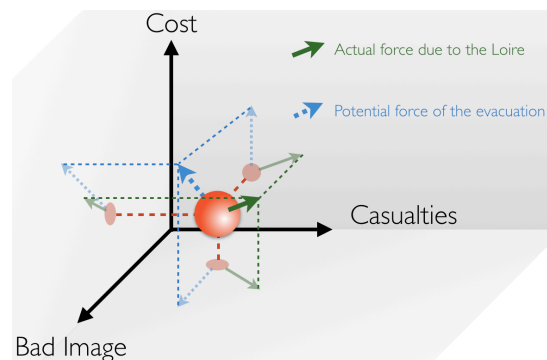 Cost
Actual force due to the Loire
Potential force of the evacuation
Casualties
Bad Image